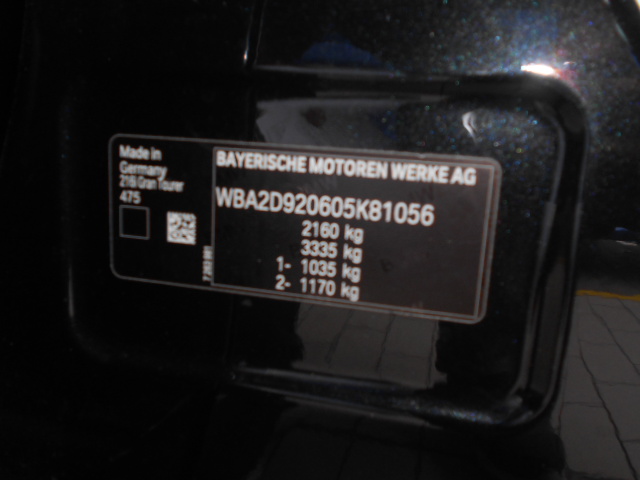 Made in
Germany
218i Gran Tourer
475
BAYERISCHE MOTOREN WERKE AG
WBA2D920605K81056
2160 kg
3335 kg
1- 1035 kg
2- 1170 kg